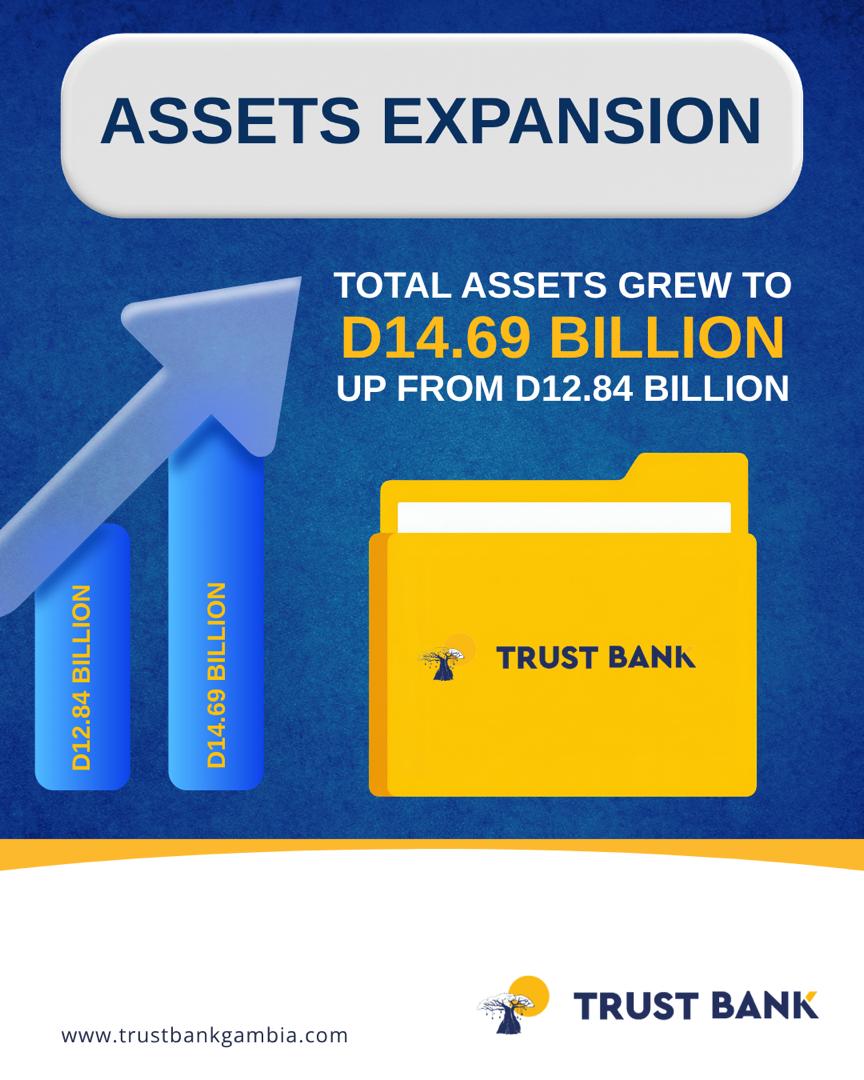 ASSETS EXPANSION
TOTAL ASSETS GREW TO
D14.69 BILLION
UP FROM D12.84 BILLION
D12.84 BILLION
D14.69 BILLION
TRUST BANK
www.trustbankgambia.com
TRUST BANK